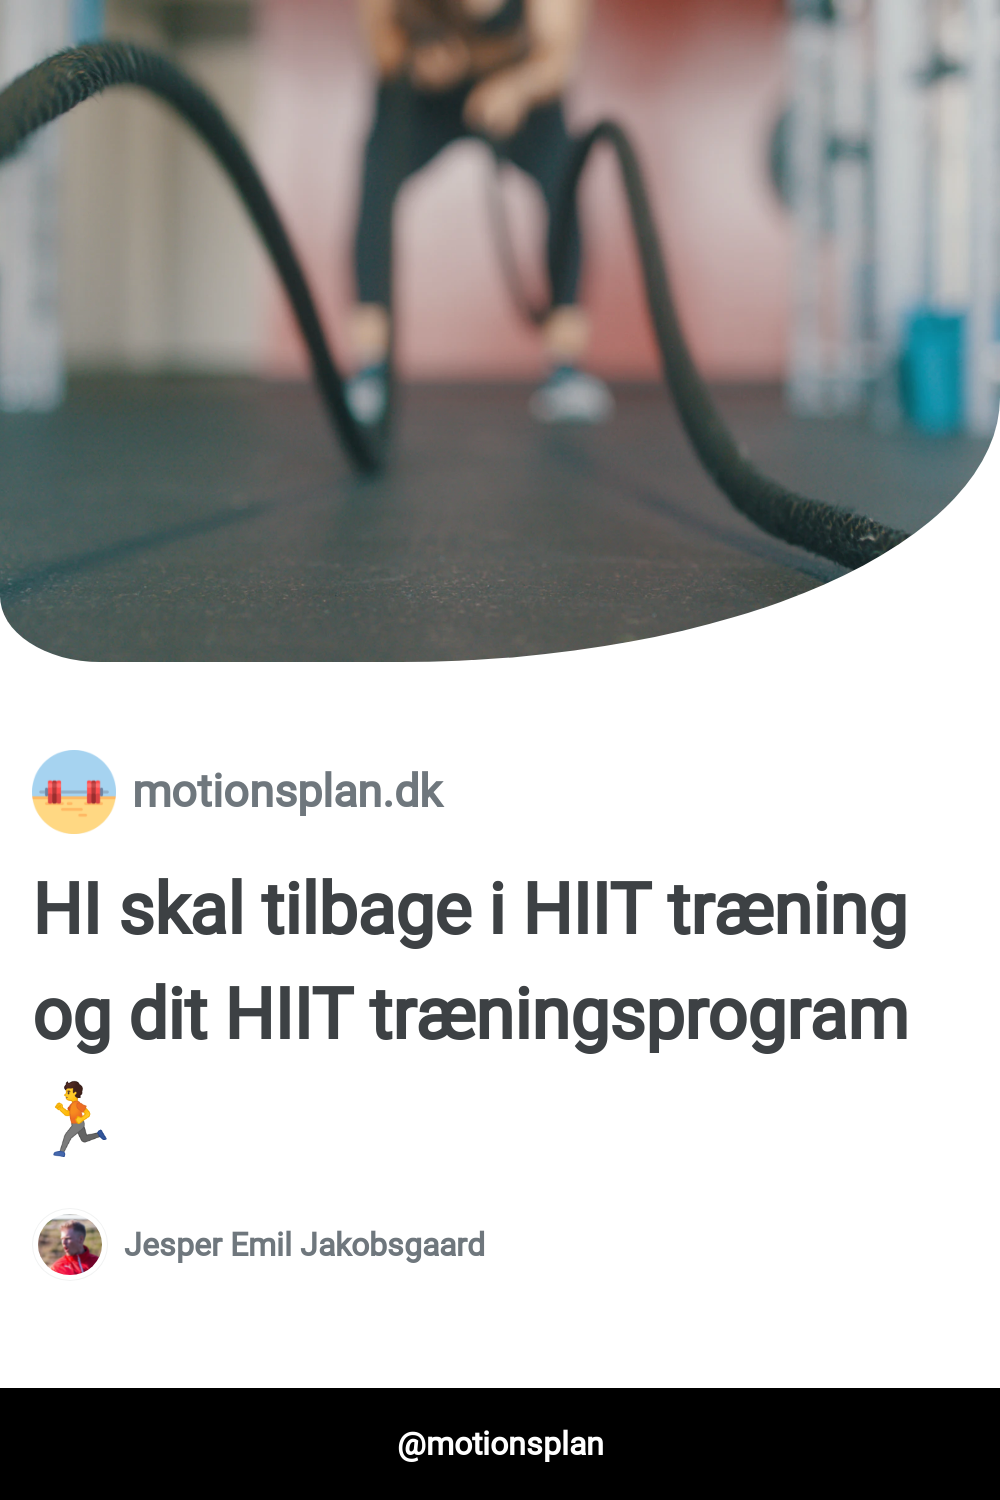 motionsplan.dk
HI skal tilbage i HIIT træning
og dit HIIT træningsprogram
🏃
Jesper Emil Jakobsgaard
@motionsplan